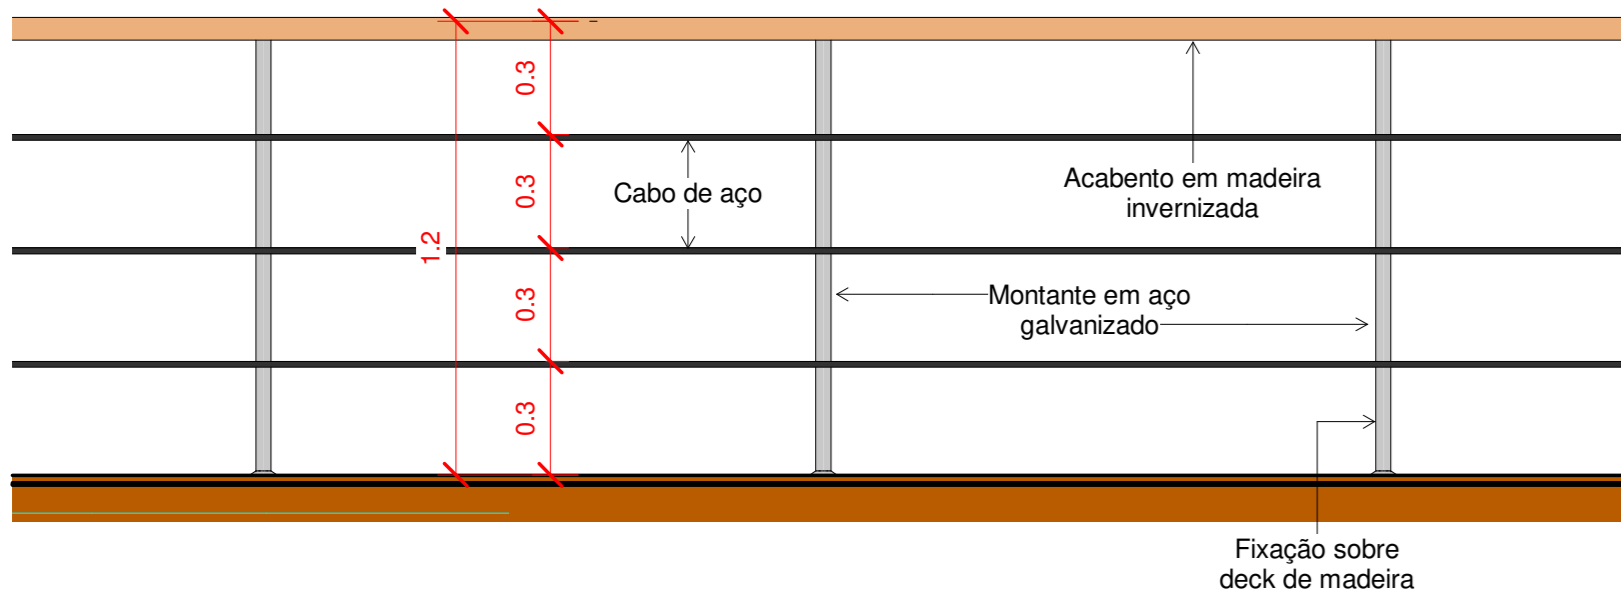 0.3
0.3
Cabo de aço
Acabento em madeira
invernizada
1.2
0.3
Montante em aço
galvanizado
0.3
Fixação sobre
deck de madeira